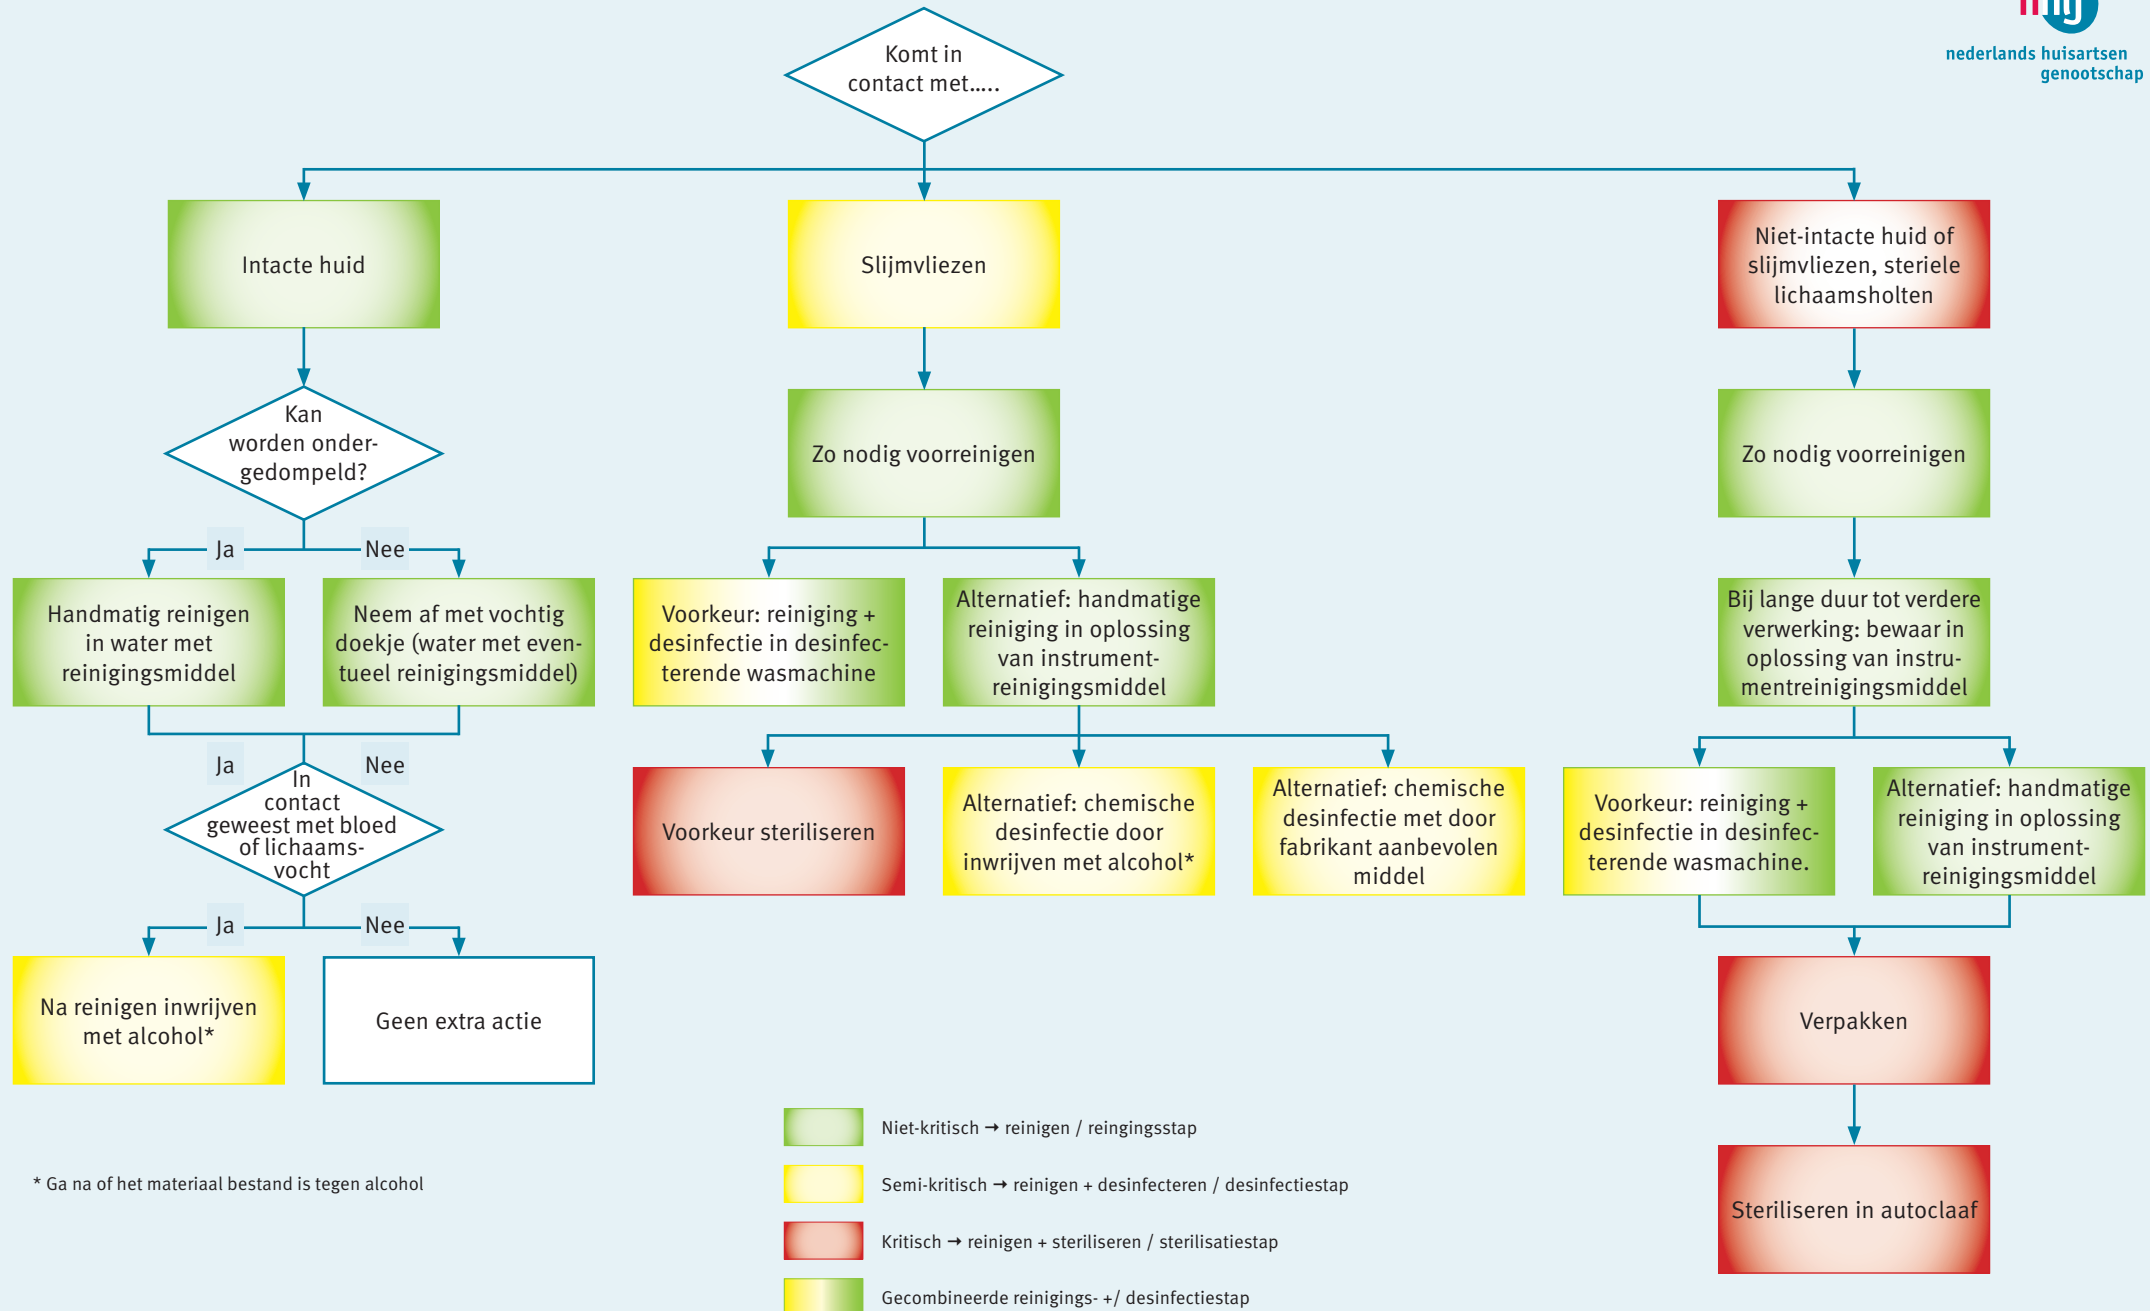 nhg
nederlands huisartsen
genootschap
Komt in
contact met.....
Intacte huid
Slijmvliezen
Niet-intacte huid of
slijmvliezen, steriele
lichaamsholten
Kan
worden onder-
gedompeld?
Zo nodig voorreinigen
Zo nodig voorreinigen
Ja
Nee
Handmatig reinigen
in water met
reinigingsmiddel
Neem af met vochtig
doekje (water met even-
tueel reinigingsmiddel)
Voorkeur: reiniging +
desinfectie in desinfec-
terende wasmachine
Alternatief: handmatige
reiniging in oplossing
van instrument-
reinigingsmiddel
Bij lange duur tot verdere
verwerking: bewaar in
oplossing van instru-
mentreinigingsmiddel
Ja
Nee
In
contact
geweest met bloed
of lichaams-
vocht
Voorkeur steriliseren
Alternatief: chemische
desinfectie door
inwrijven met alcohol*
Alternatief: chemische
desinfectie met door
fabrikant aanbevolen
middel
Voorkeur: reiniging +
desinfectie in desinfec-
terende wasmachine.
Alternatief: handmatige
reiniging in oplossing
van instrument-
reinigingsmiddel
Ja
Nee
Na reinigen inwrijven
met alcohol*
Geen extra actie
Verpakken
Steriliseren in autoclaaf
Niet-kritisch → reinigen / reingingsstap
Semi-kritisch → reinigen + desinfecteren / desinfectiestap
Kritisch → reinigen + steriliseren / sterilisatiestap
Gecombineerde reinigings- +/ desinfectiestap
* Ga na of het materiaal bestand is tegen alcohol